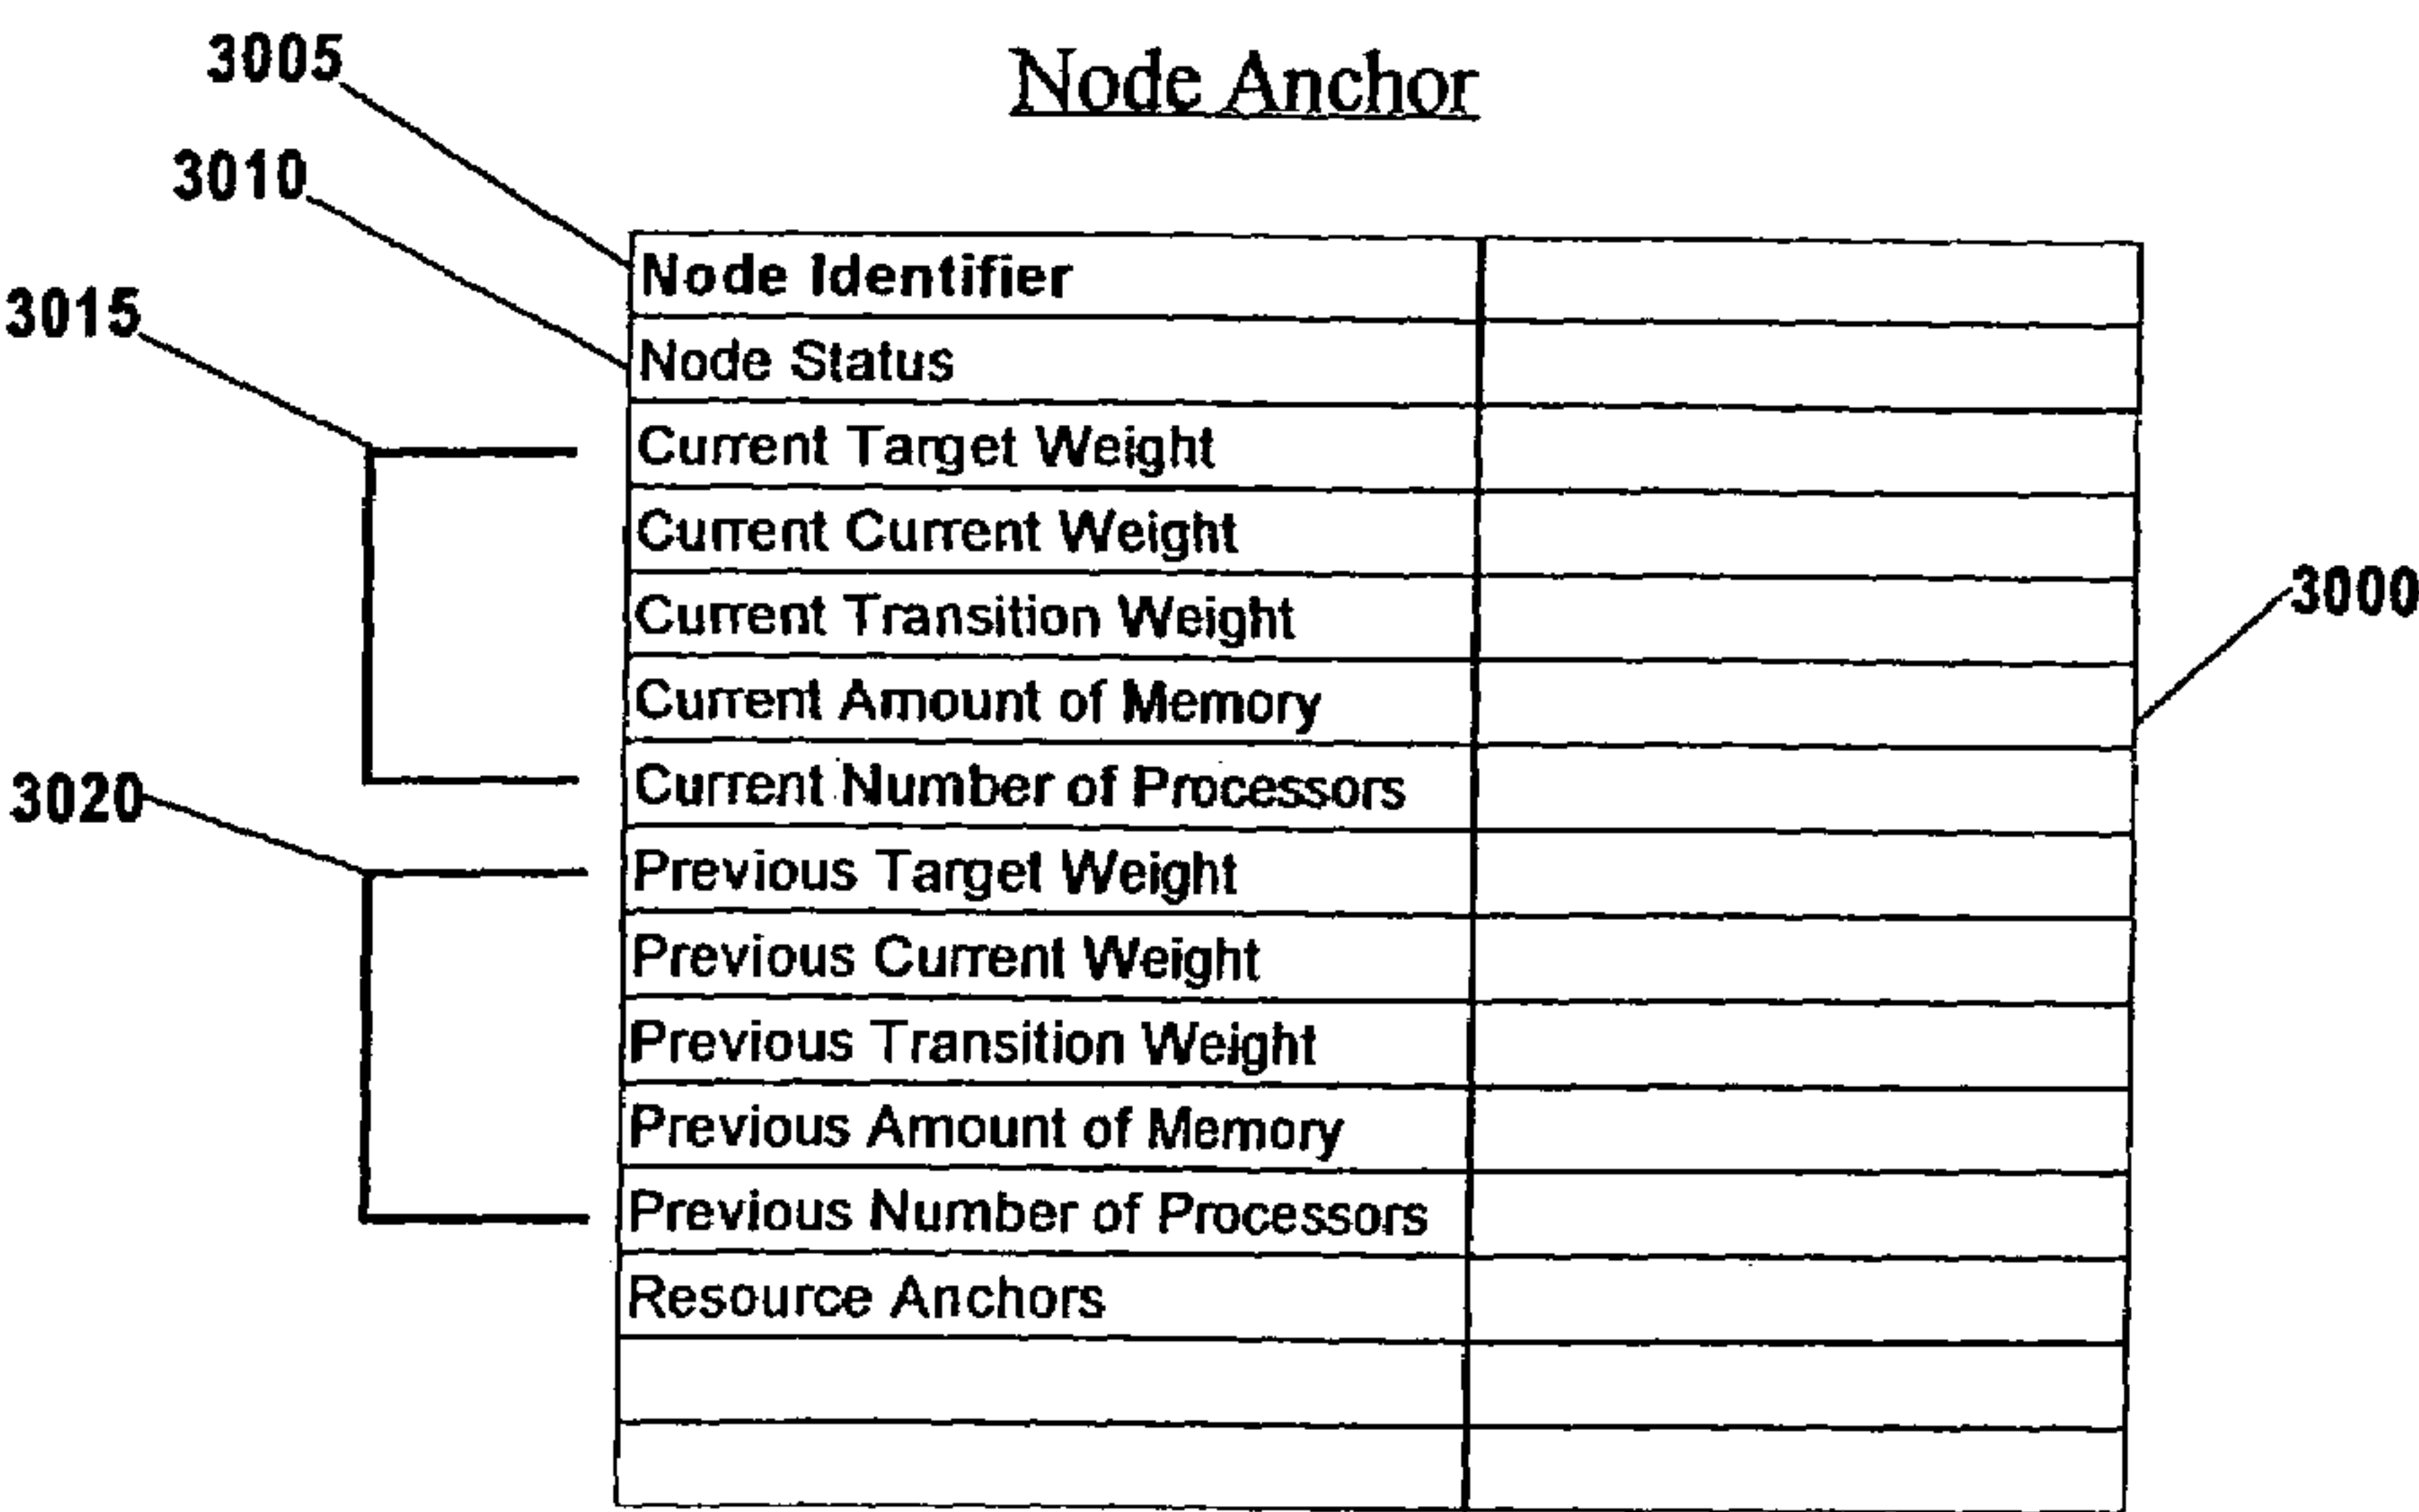 3005
Node Anchor
3010
Node Identifier
3015
Node Status
Current Target Weight
Current Current Weight
Current Transition Weight
3000
Current Amount of Memory
Current Number of Processors
3020
Previous Target Weight
Previous Current Weight
Previous Transition Weight
Previous Amount of Memory
Previous Number of Processors
Resource Anchors